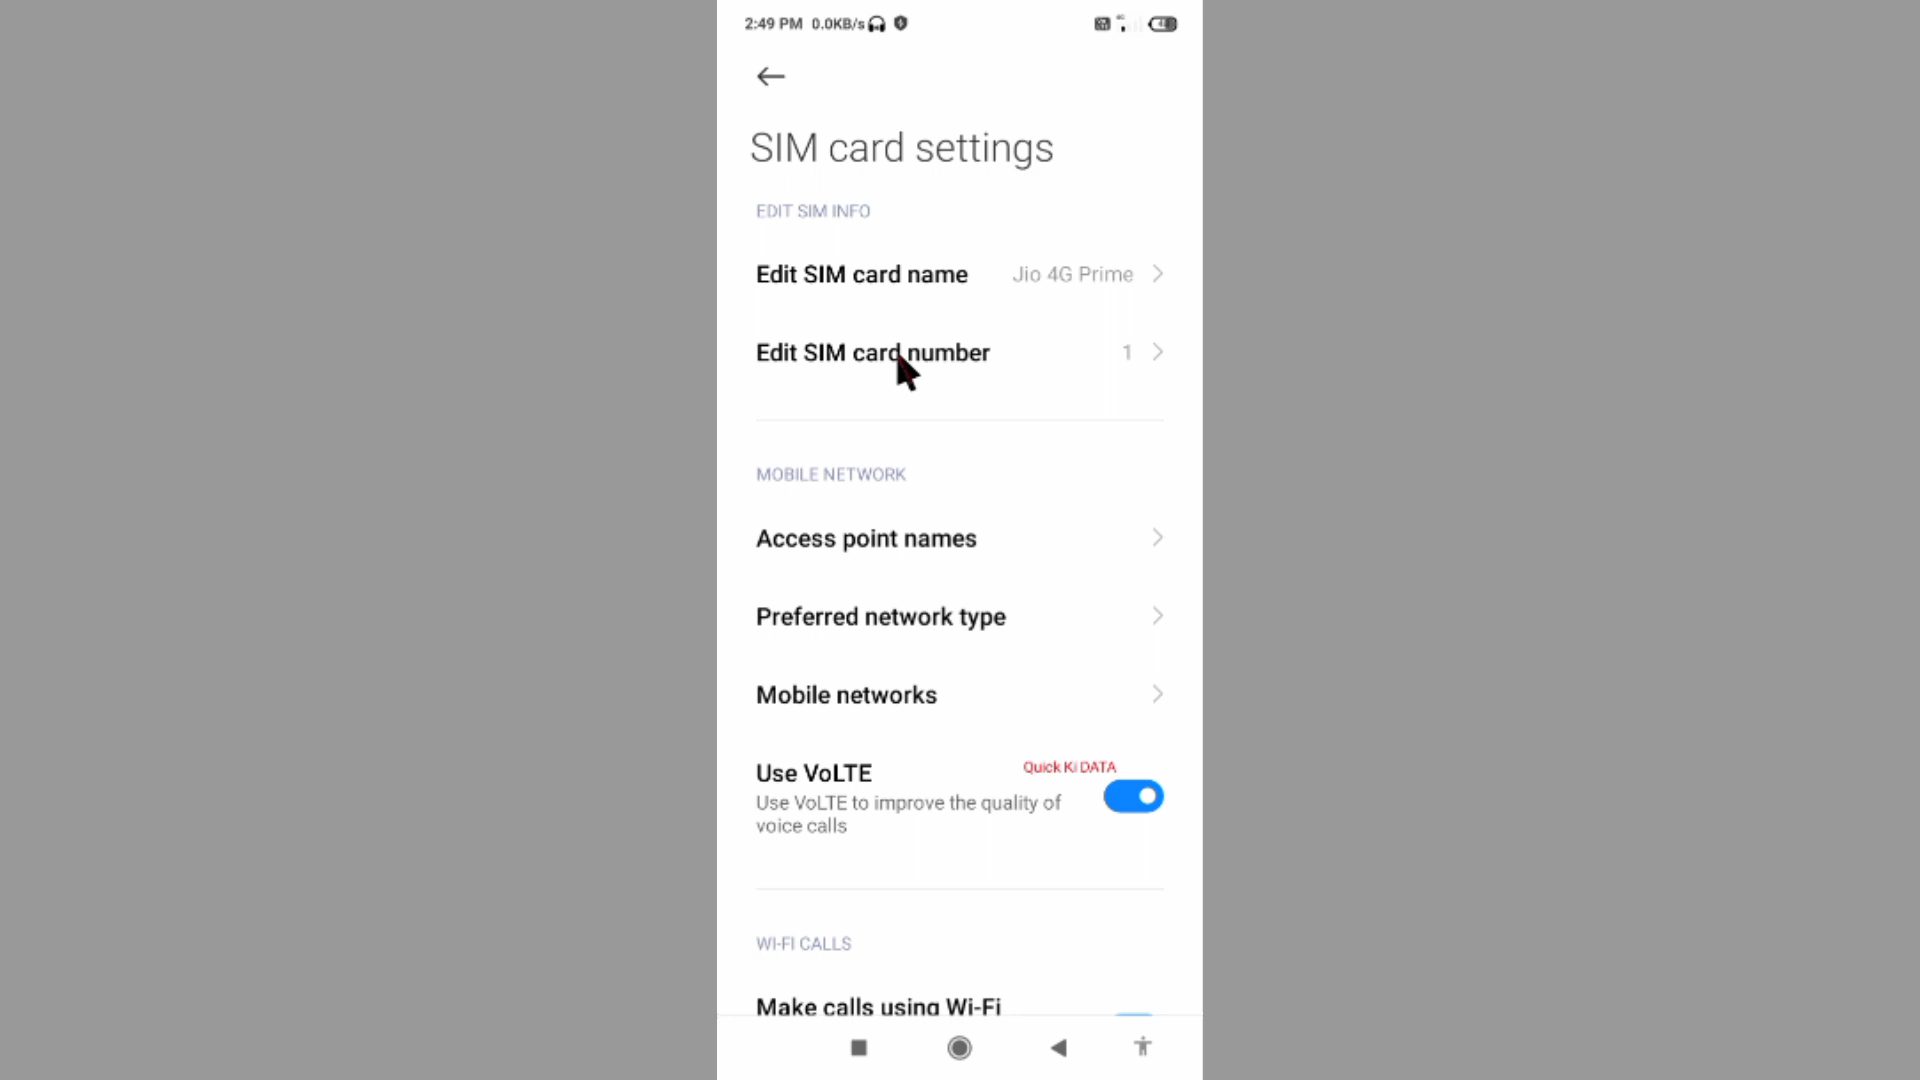 2:49 PM 0.0KB/s
SIM card settings
EDIT SIM INFO
Edit SIM card name Jio 4G Prime
Edit SIM card number 1
MOBILE NETWORK
Access point names
Preferred network type
Mobile networks
Quick Ki DATA
Use VoLTE
Use VoLTE to improve the quality of
voice calls
WI-FI CALLS
Make calls using Wi-Fi